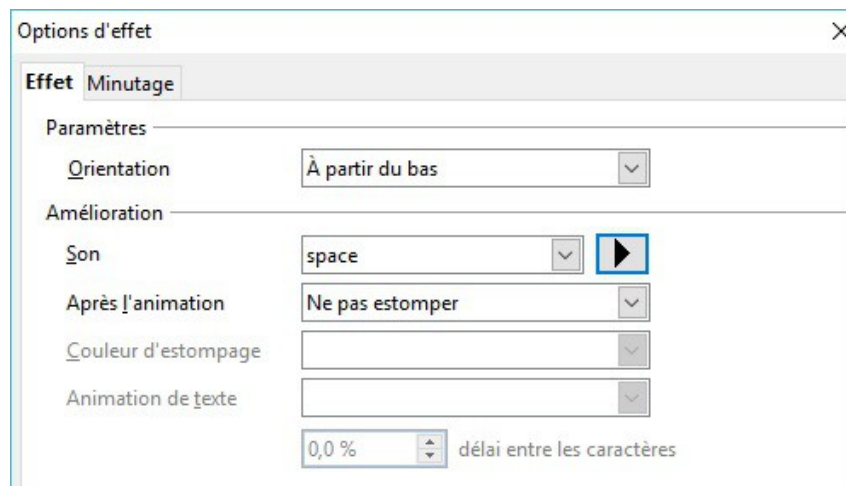 Options d'effet
Effet Minutage
Paramètres
Orientation À partir du bas
Amélioration
Son space
Après l'animation Ne pas estomper
Couleur d'estompage
Animation de texte
0,0 % délai entre les caractères